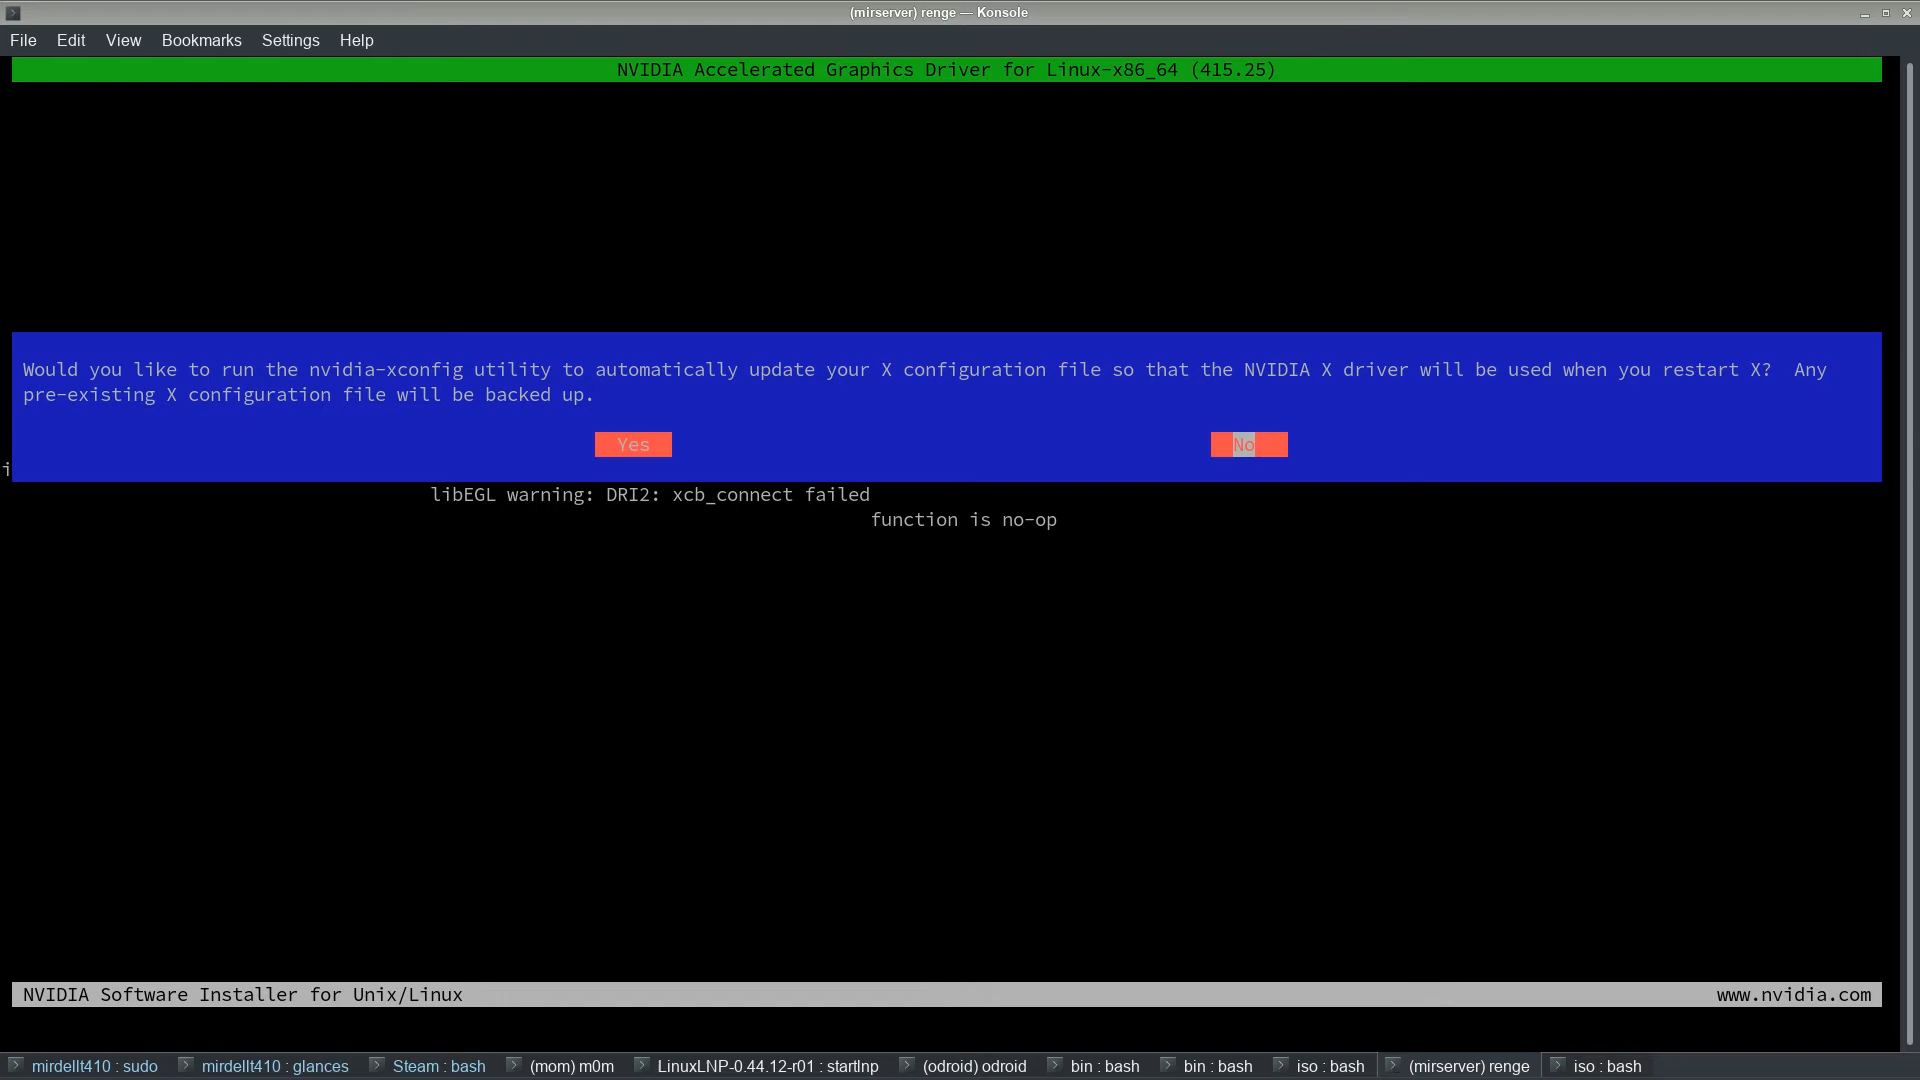 (mirserver) renge — Konsole
File Edit View Bookmarks Settings Help
NVIDIA Accelerated Graphics Driver for Linux-x86_64 (415.25)
Would you like to run the nvidia-xconfig utility to automatically update your X configuration file so that the NVIDIA X driver will be used when you restart X?  Any
pre-existing X configuration file will be backed up.
Yes No
i
libEGL warning: DRI2: xcb_connect failed
function is no-op
NVIDIA Software Installer for Unix/Linux www.nvidia.com
mirdellt410 : sudo mirdellt410 : glances Steam : bash (mom) m0m LinuxLNP-0.44.12-r01 : startlnp (odroid) odroid bin : bash bin : bash iso : bash (mirserver) renge iso : bash